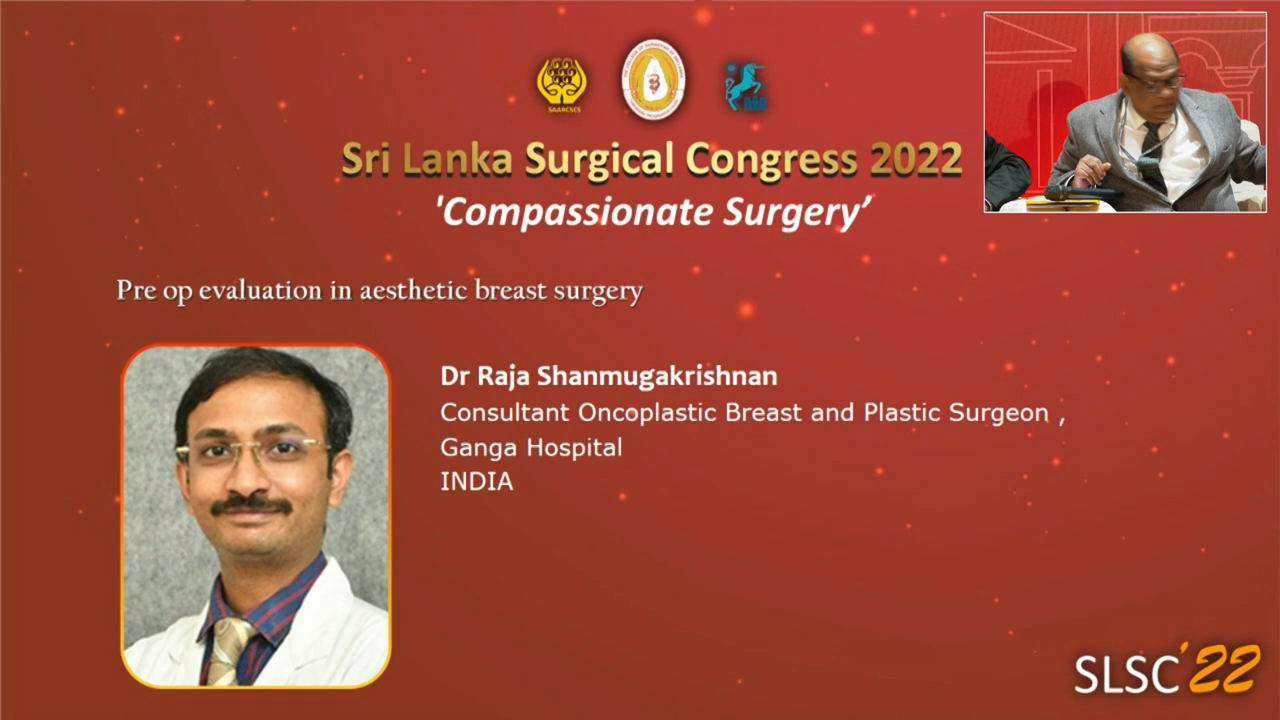 SAARCSCS
Sri Lanka Surgical Congress 2022
'Compassionate Surgery’
Pre op evaluation in aesthetic breast surgery
Dr Raja Shanmugakrishnan
Consultant Oncoplastic Breast and Plastic Surgeon ,
Ganga Hospital
INDIA
SLSC'22